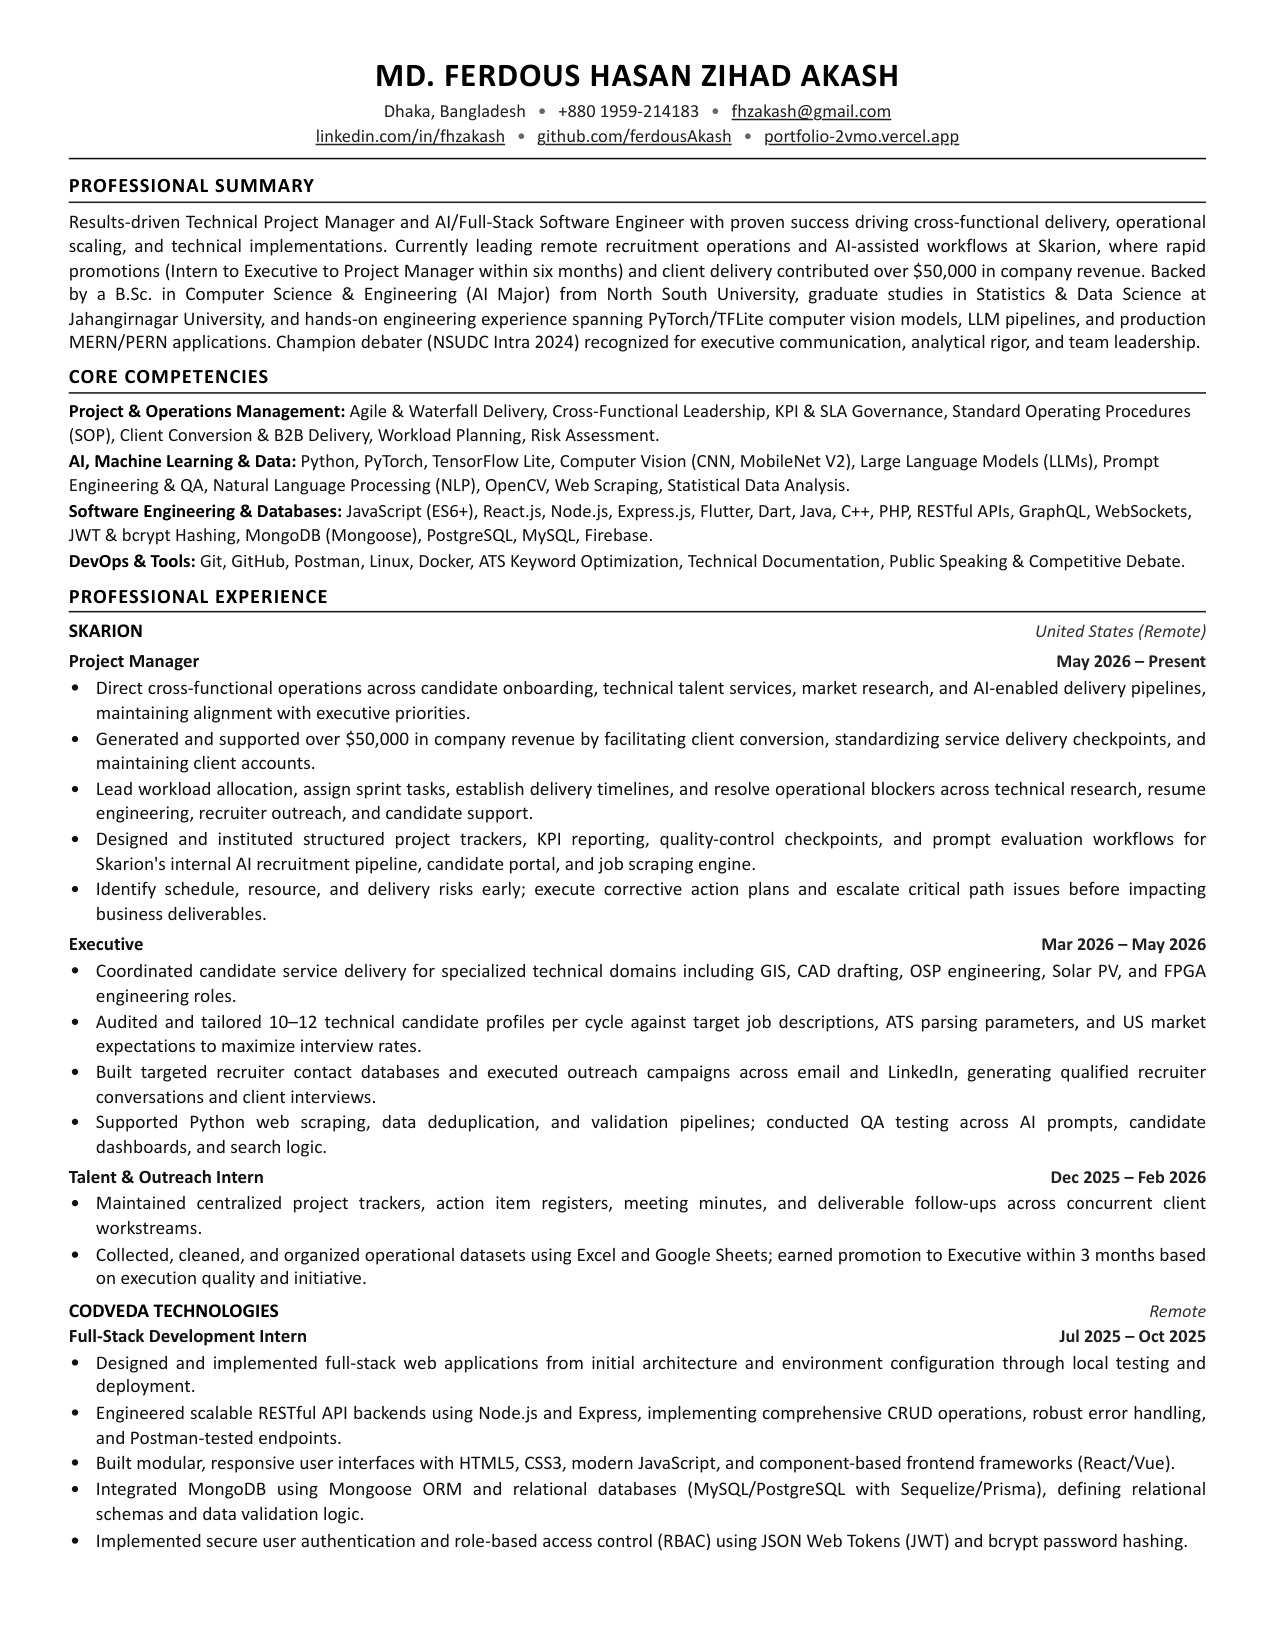 MD. FERDOUS HASAN ZIHAD AKASH
Dhaka, Bangladesh • +880 1959-214183 • fhzakash@gmail.com
linkedin.com/in/fhzakash • github.com/ferdousAkash • portfolio-2vmo.vercel.app
PROFESSIONAL SUMMARY
Results-driven Technical Project Manager and AI/Full-Stack Software Engineer with proven success driving cross-functional delivery, operational
scaling, and technical implementations. Currently leading remote recruitment operations and AI-assisted workflows at Skarion, where rapid
promotions (Intern to Executive to Project Manager within six months) and client delivery contributed over $50,000 in company revenue. Backed
by a B.Sc. in Computer Science & Engineering (AI Major) from North South University, graduate studies in Statistics & Data Science at
Jahangirnagar University, and hands-on engineering experience spanning PyTorch/TFLite computer vision models, LLM pipelines, and production
MERN/PERN applications. Champion debater (NSUDC Intra 2024) recognized for executive communication, analytical rigor, and team leadership.
CORE COMPETENCIES
Project & Operations Management: Agile & Waterfall Delivery, Cross-Functional Leadership, KPI & SLA Governance, Standard Operating Procedures
(SOP), Client Conversion & B2B Delivery, Workload Planning, Risk Assessment.
AI, Machine Learning & Data: Python, PyTorch, TensorFlow Lite, Computer Vision (CNN, MobileNet V2), Large Language Models (LLMs), Prompt
Engineering & QA, Natural Language Processing (NLP), OpenCV, Web Scraping, Statistical Data Analysis.
Software Engineering & Databases: JavaScript (ES6+), React.js, Node.js, Express.js, Flutter, Dart, Java, C++, PHP, RESTful APIs, GraphQL, WebSockets,
JWT & bcrypt Hashing, MongoDB (Mongoose), PostgreSQL, MySQL, Firebase.
DevOps & Tools: Git, GitHub, Postman, Linux, Docker, ATS Keyword Optimization, Technical Documentation, Public Speaking & Competitive Debate.
PROFESSIONAL EXPERIENCE
SKARION United States (Remote)
Project Manager May 2026 – Present
• Direct cross-functional operations across candidate onboarding, technical talent services, market research, and AI-enabled delivery pipelines,
maintaining alignment with executive priorities.
• Generated and supported over $50,000 in company revenue by facilitating client conversion, standardizing service delivery checkpoints, and
maintaining client accounts.
• Lead workload allocation, assign sprint tasks, establish delivery timelines, and resolve operational blockers across technical research, resume
engineering, recruiter outreach, and candidate support.
• Designed and instituted structured project trackers, KPI reporting, quality-control checkpoints, and prompt evaluation workflows for
Skarion's internal AI recruitment pipeline, candidate portal, and job scraping engine.
• Identify schedule, resource, and delivery risks early; execute corrective action plans and escalate critical path issues before impacting
business deliverables.
Executive Mar 2026 – May 2026
• Coordinated candidate service delivery for specialized technical domains including GIS, CAD drafting, OSP engineering, Solar PV, and FPGA
engineering roles.
• Audited and tailored 10–12 technical candidate profiles per cycle against target job descriptions, ATS parsing parameters, and US market
expectations to maximize interview rates.
• Built targeted recruiter contact databases and executed outreach campaigns across email and LinkedIn, generating qualified recruiter
conversations and client interviews.
• Supported Python web scraping, data deduplication, and validation pipelines; conducted QA testing across AI prompts, candidate
dashboards, and search logic.
Talent & Outreach Intern Dec 2025 – Feb 2026
• Maintained centralized project trackers, action item registers, meeting minutes, and deliverable follow-ups across concurrent client
workstreams.
• Collected, cleaned, and organized operational datasets using Excel and Google Sheets; earned promotion to Executive within 3 months based
on execution quality and initiative.
CODVEDA TECHNOLOGIES Remote
Full-Stack Development Intern Jul 2025 – Oct 2025
• Designed and implemented full-stack web applications from initial architecture and environment configuration through local testing and
deployment.
• Engineered scalable RESTful API backends using Node.js and Express, implementing comprehensive CRUD operations, robust error handling,
and Postman-tested endpoints.
• Built modular, responsive user interfaces with HTML5, CSS3, modern JavaScript, and component-based frontend frameworks (React/Vue).
• Integrated MongoDB using Mongoose ORM and relational databases (MySQL/PostgreSQL with Sequelize/Prisma), defining relational
schemas and data validation logic.
• Implemented secure user authentication and role-based access control (RBAC) using JSON Web Tokens (JWT) and bcrypt password hashing.